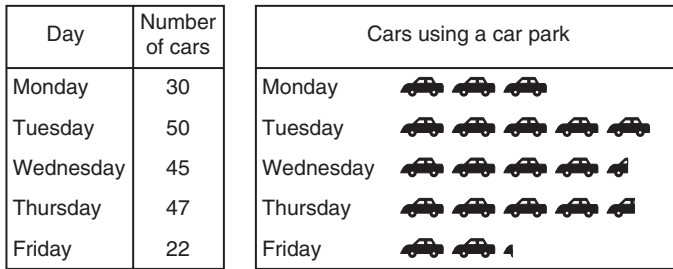 Day Number of cars
Monday 30
Tuesday 50
Wednesday 45
Thursday 47
Friday 22
Cars using a car park
Monday
Tuesday
Wednesday
Thursday
Friday